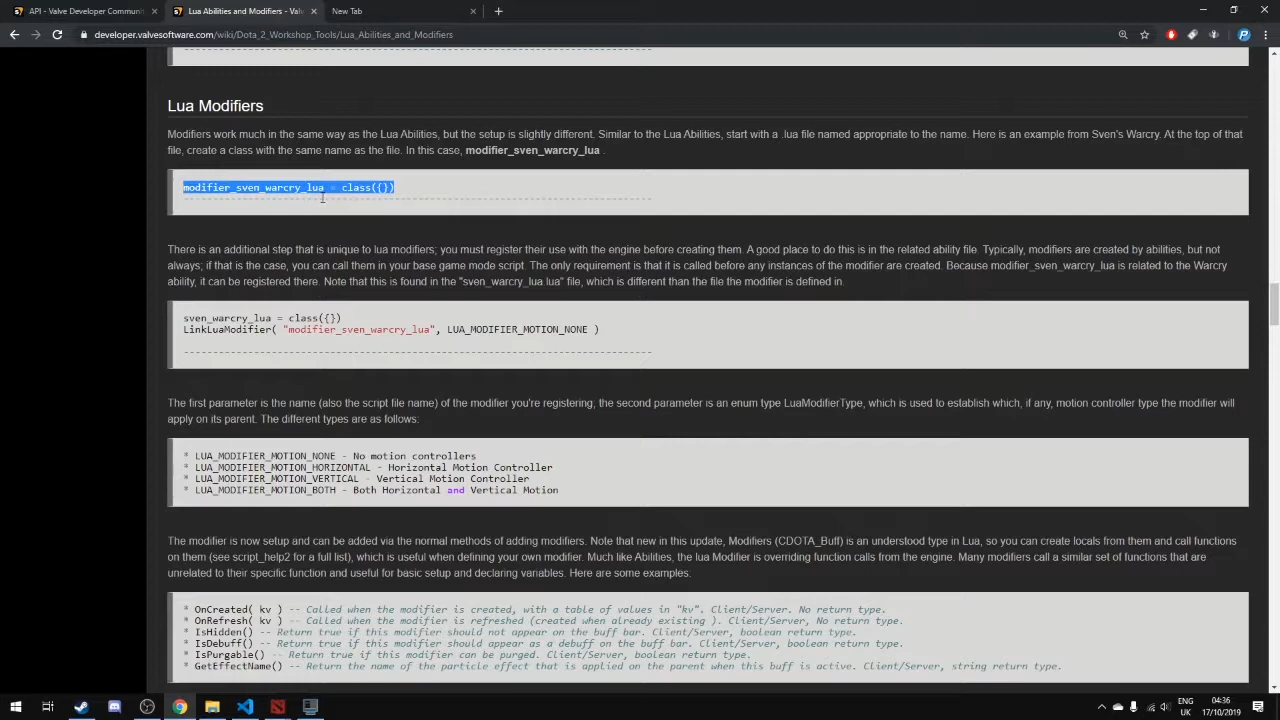 API - Valve Developer Communit
Lua Abilities and Modifiers - Valv
New Tab
developer.valvesoftware.com/wiki/Dota_2_Workshop_Tools/Lua_Abilities_and_Modifiers
Lua Modifiers
Modifiers work much in the same way as the Lua Abilities, but the setup is slightly different. Similar to the Lua Abilities, start with a .lua file named appropriate to the name. Here is an example from Sven's Warcry. At the top of that
file, create a class with the same name as the file. In this case, modifier_sven_warcry_lua .
modifier_sven_warcry_lua = class({})
--------------------------------------------------------------------------------
There is an additional step that is unique to lua modifiers; you must register their use with the engine before creating them. A good place to do this is in the related ability file. Typically, modifiers are created by abilities, but not
always; if that is the case, you can call them in your base game mode script. The only requirement is that it is called before any instances of the modifier are created. Because modifier_sven_warcry_lua is related to the Warcry
ability, it can be registered there. Note that this is found in the "sven_warcry_lua lua" file, which is different than the file the modifier is defined in.
sven_warcry_lua = class({})
LinkLuaModifier( "modifier_sven_warcry_lua", LUA_MODIFIER_MOTION_NONE )
--------------------------------------------------------------------------------
The first parameter is the name (also the script file name) of the modifier you're registering; the second parameter is an enum type LuaModifierType, which is used to establish which, if any, motion controller type the modifier will
apply on its parent. The different types are as follows:
* LUA_MODIFIER_MOTION_NONE - No motion controllers
* LUA_MODIFIER_MOTION_HORIZONTAL - Horizontal Motion Controller
* LUA_MODIFIER_MOTION_VERTICAL - Vertical Motion Controller
* LUA_MODIFIER_MOTION_BOTH - Both Horizontal and Vertical Motion
The modifier is now setup and can be added via the normal methods of adding modifiers. Note that new in this update, Modifiers (CDOTA_Buff) is an understood type in Lua, so you can create locals from them and call functions
on them (see script_help2 for a full list), which is useful when defining your own modifier. Much like Abilities, the lua Modifier is overriding function calls from the engine. Many modifiers call a similar set of functions that are
unrelated to their specific function and useful for basic setup and declaring variables. Here are some examples:
* OnCreated( kv ) -- Called when the modifier is created, with a table of values in "kv". Client/Server. No return type.
* OnRefresh( kv ) -- Called when the modifier is refreshed (created when already existing ). Client/Server, No return type.
* IsHidden() -- Return true if this modifier should not appear on the buff bar. Client/Server, boolean return type.
* IsDebuff() -- Return true if this modifier should appear as a debuff on the buff bar. Client/Server, boolean return type.
* IsPurgable() -- Return true if this modifier can be purged. Client/Server, boolean return type.
* GetEffectName() -- Return the name of the particle effect that is applied on the parent when this buff is active. Client/Server, string return type.
ENG
UK
04:36
17/10/2019